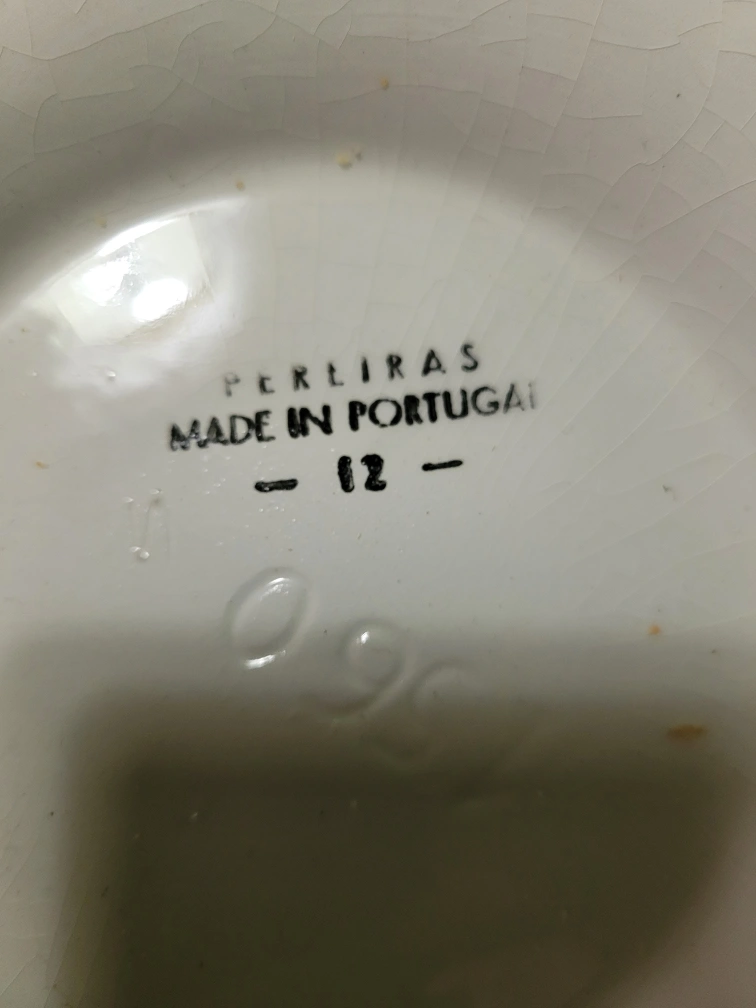 PEREIRAS
MADE IN PORTUGAL
— 12 —